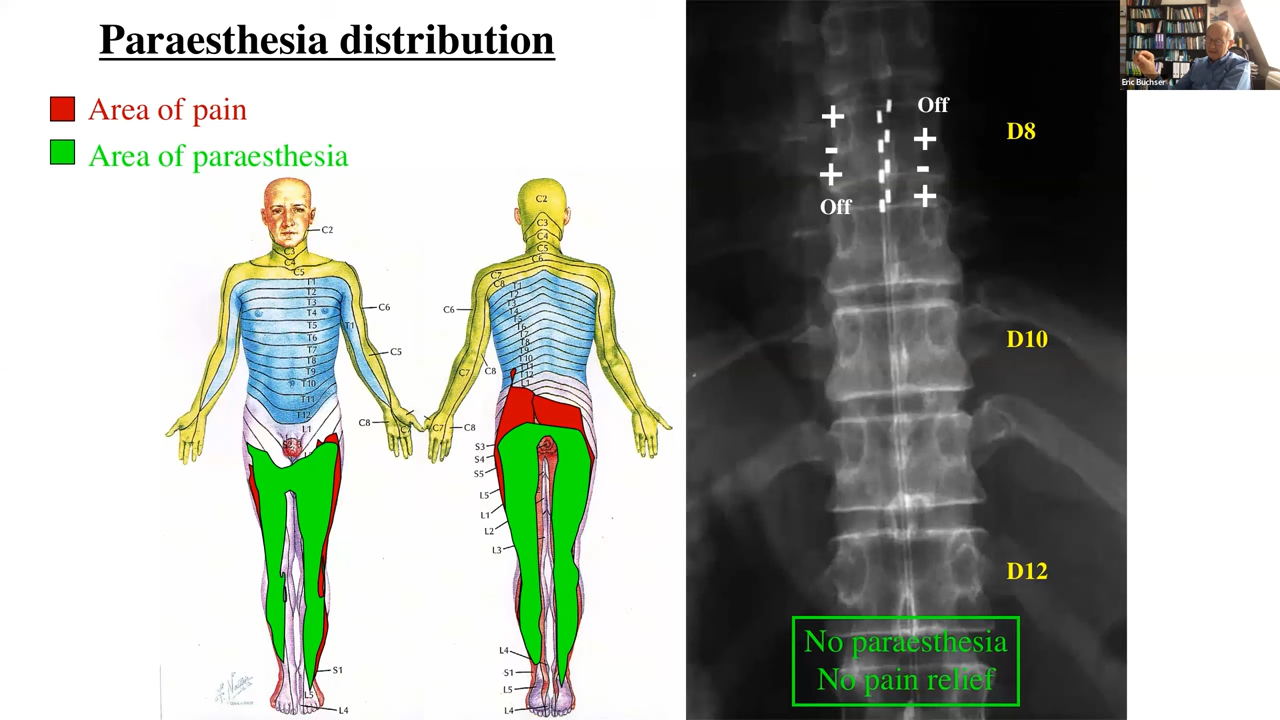 Paraesthesia distribution
Area of pain
Area of paraesthesia
C2
C3
C4
C5
T1
T2
T3
T4
T5
T6
T7
T8
T9
T10
T11
T12
L1
C6
T1
C5
C8
S1
L5
L4
C2
C3
C4
C5
C6
C7
C8
T1
T2
T3
T4
T5
T6
T7
T8
T9
T10
T12
L1
C6
C7
C8
C7
C8
S3
S4
S5
L5
L1
L2
L3
L4
S1
L5
L4
+
-
+
Off
Off
+
-
+
D8
D10
D12
No paraesthesia
No pain relief
Eric Buchser